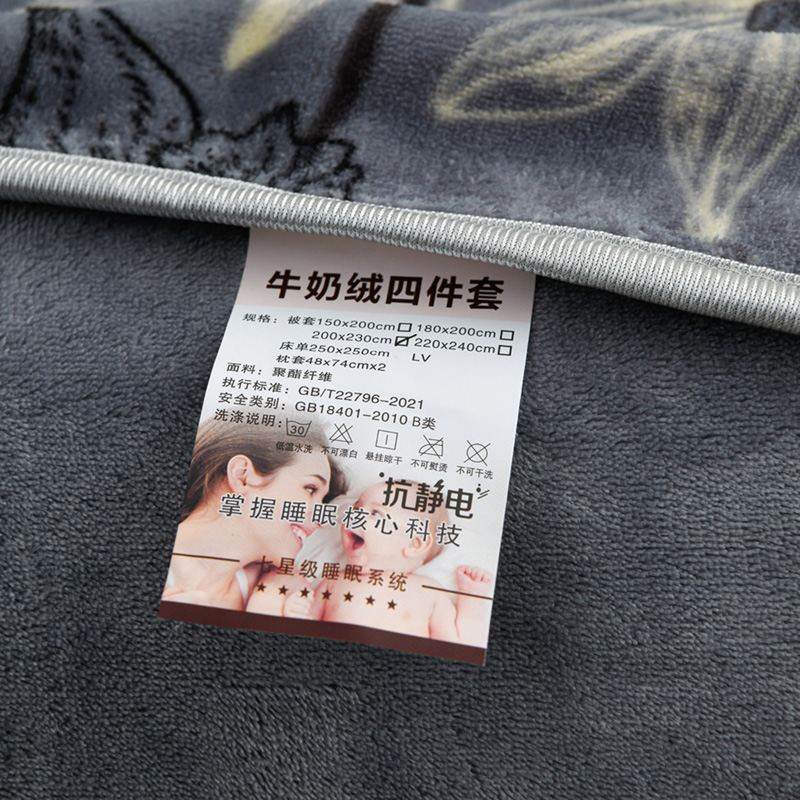 牛奶绒四件套
规格：被套150x200cm□ 180x200cm□
200x230cm☑220x240cm□
床单250x250cm LV
枕套48x74cmx2
面料：聚酯纤维
执行标准：GB/T22796-2021
安全类别：GB18401-2010 B类
洗涤说明：
30
低温水洗 不可漂白 悬挂晾干 不可熨烫 不可干洗
抗静电
掌握睡眠核心科技
七星级睡眠系统
★★★★★★★